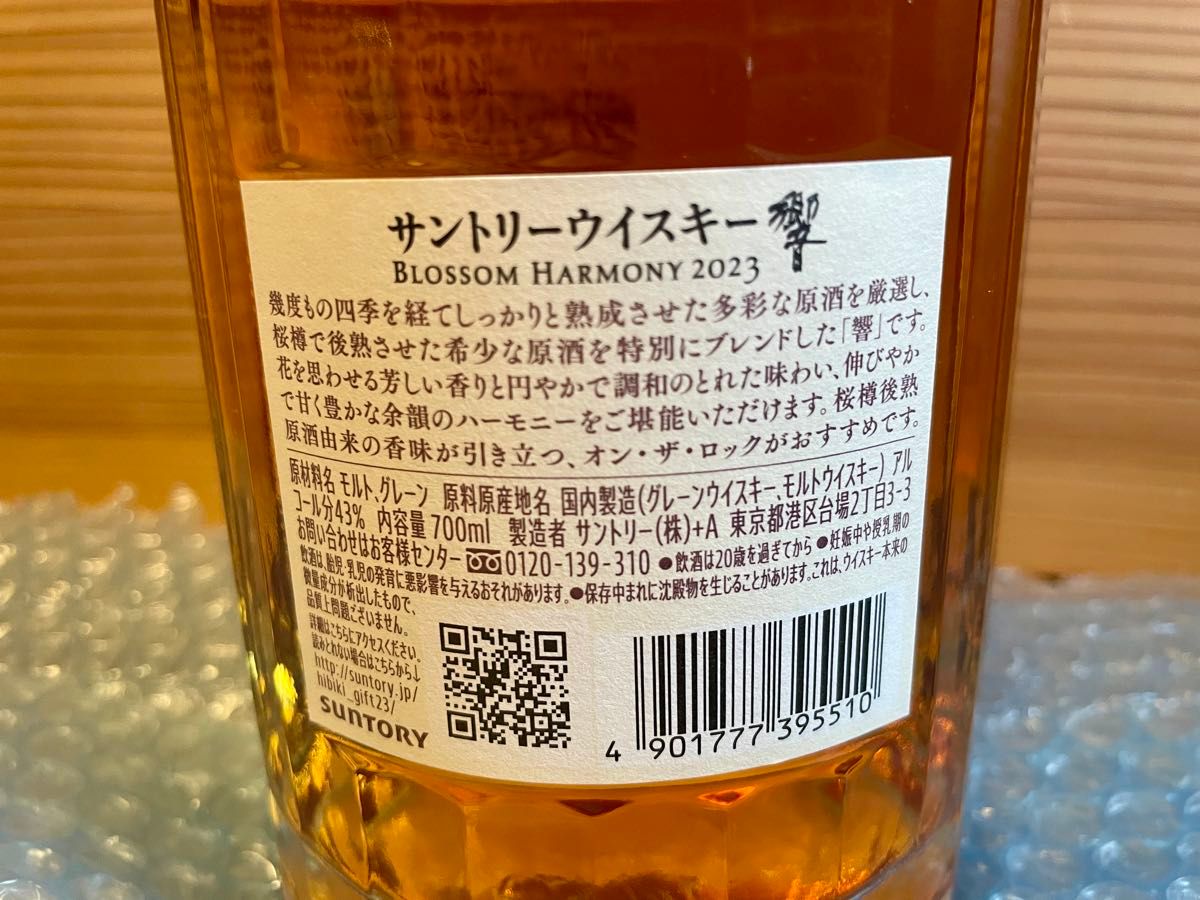 サントリーウイスキー 響
BLOSSOM HARMONY 2023
幾度もの四季を経てしっかりと熟成させた多彩な原酒を厳選し、
桜樽で後熟させた希少な原酒を特別にブレンドした「響」です。
花を思わせる芳しい香りと円やかで調和のとれた味わい、伸びやか
で甘く豊かな余韻のハーモニーをご堪能いただけます。桜樽後熟
原酒由来の香味が引き立つ、オン・ザ・ロックがおすすめです。
原材料名 モルト、グレーン 原料原産地名 国内製造(グレーンウイスキー、モルトウイスキー) アル
コール分43% 内容量 700ml 製造者 サントリー(株)+A 東京都港区台場2丁目3-3
お問い合わせはお客様センター 0120-139-310 ●飲酒は20歳を過ぎてから ●妊娠中や授乳期の
飲酒は、胎児・乳児の発育に悪影響を与えるおそれがあります。●保存中まれに沈殿物を生じることがあります。これは、ウイスキー本来の
微量成分が析出したもので、
品質上問題ございません。
詳細はこちらにアクセスください。
読みとれない場合はこちらから↓
http://suntory.jp/
hibiki_gift23/
SUNTORY
4 901777 395510